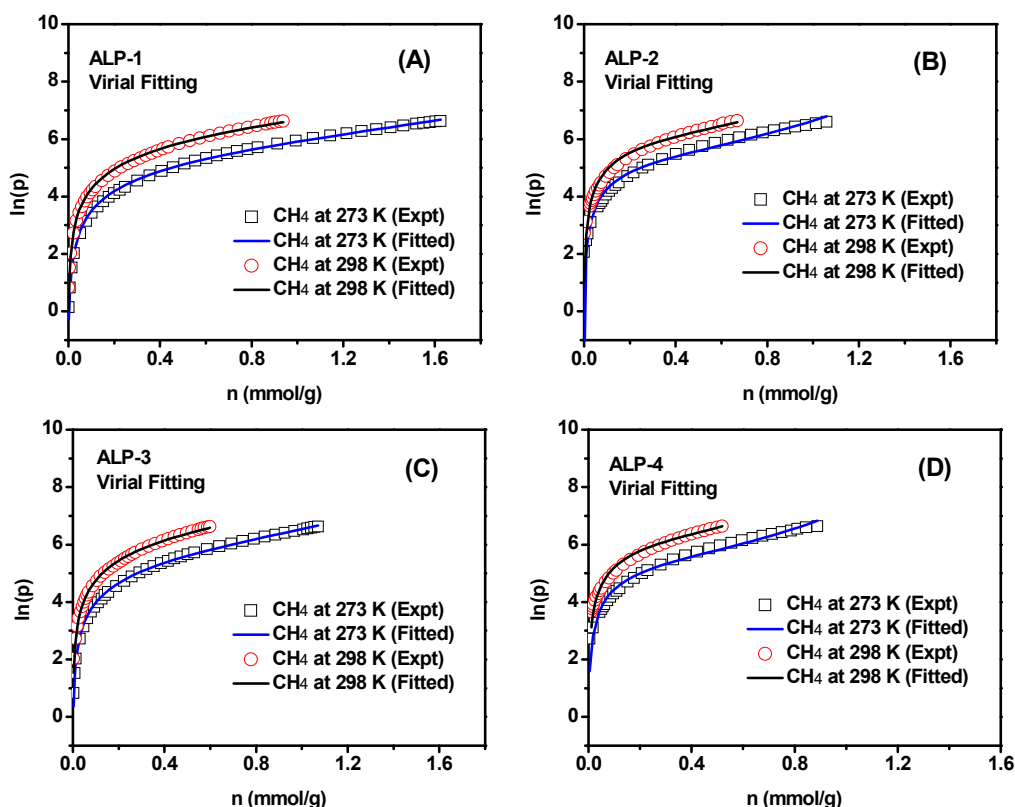 ALP-1
Virial Fitting
(A)
10
8
6
4
2
0
ln(p)
CH4 at 273 K (Expt)
CH4 at 273 K (Fitted)
CH4 at 298 K (Expt)
CH4 at 298 K (Fitted)
0.0 0.4 0.8 1.2 1.6
n (mmol/g)
ALP-2
Virial Fitting
(B)
10
8
6
4
2
0
ln(p)
CH4 at 273 K (Expt)
CH4 at 273 K (Fitted)
CH4 at 298 K (Expt)
CH4 at 298 K (Fitted)
0.0 0.4 0.8 1.2 1.6
n (mmol/g)
ALP-3
Virial Fitting
(C)
10
8
6
4
2
0
ln(p)
CH4 at 273 K (Expt)
CH4 at 273 K (Fitted)
CH4 at 298 K (Expt)
CH4 at 298 K (Fitted)
0.0 0.4 0.8 1.2 1.6
n (mmol/g)
ALP-4
Virial Fitting
(D)
10
8
6
4
2
0
ln(p)
CH4 at 273 K (Expt)
CH4 at 273 K (Fitted)
CH4 at 298 K (Expt)
CH4 at 298 K (Fitted)
0.0 0.4 0.8 1.2 1.6
n (mmol/g)